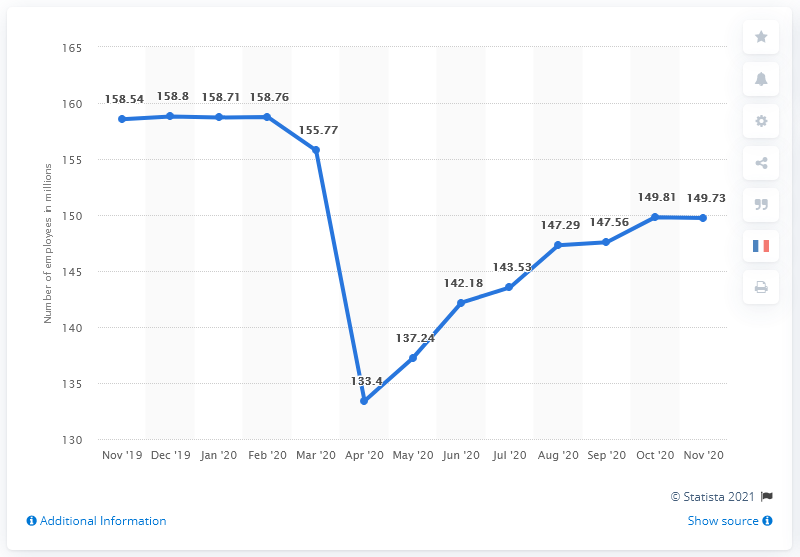 165
160
155
150
145
140
135
130
Number of employees in millions
158.54 158.8 158.71 158.76 155.77 133.4 137.24 142.18 143.53 147.29 147.56 149.81 149.73
Nov '19 Dec '19 Jan '20 Feb '20 Mar '20 Apr '20 May '20 Jun '20 Jul '20 Aug '20 Sep '20 Oct '20 Nov '20
© Statista 2021
Additional Information
Show source